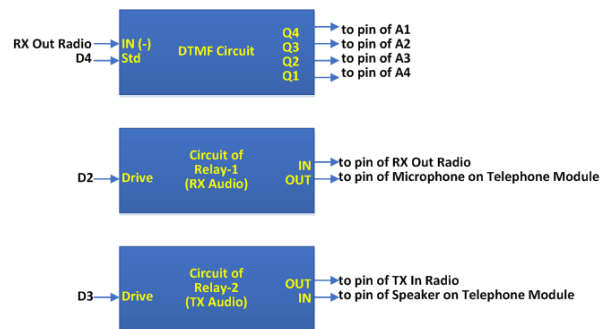 RX Out Radio
D4
IN (-)
Std
DTMF Circuit
Q4
Q3
Q2
Q1
to pin of A1
to pin of A2
to pin of A3
to pin of A4
D2
Drive
Circuit of
Relay-1
(RX Audio)
IN
OUT
to pin of RX Out Radio
to pin of Microphone on Telephone Module
D3
Drive
Circuit of
Relay-2
(TX Audio)
OUT
IN
to pin of TX In Radio
to pin of Speaker on Telephone Module